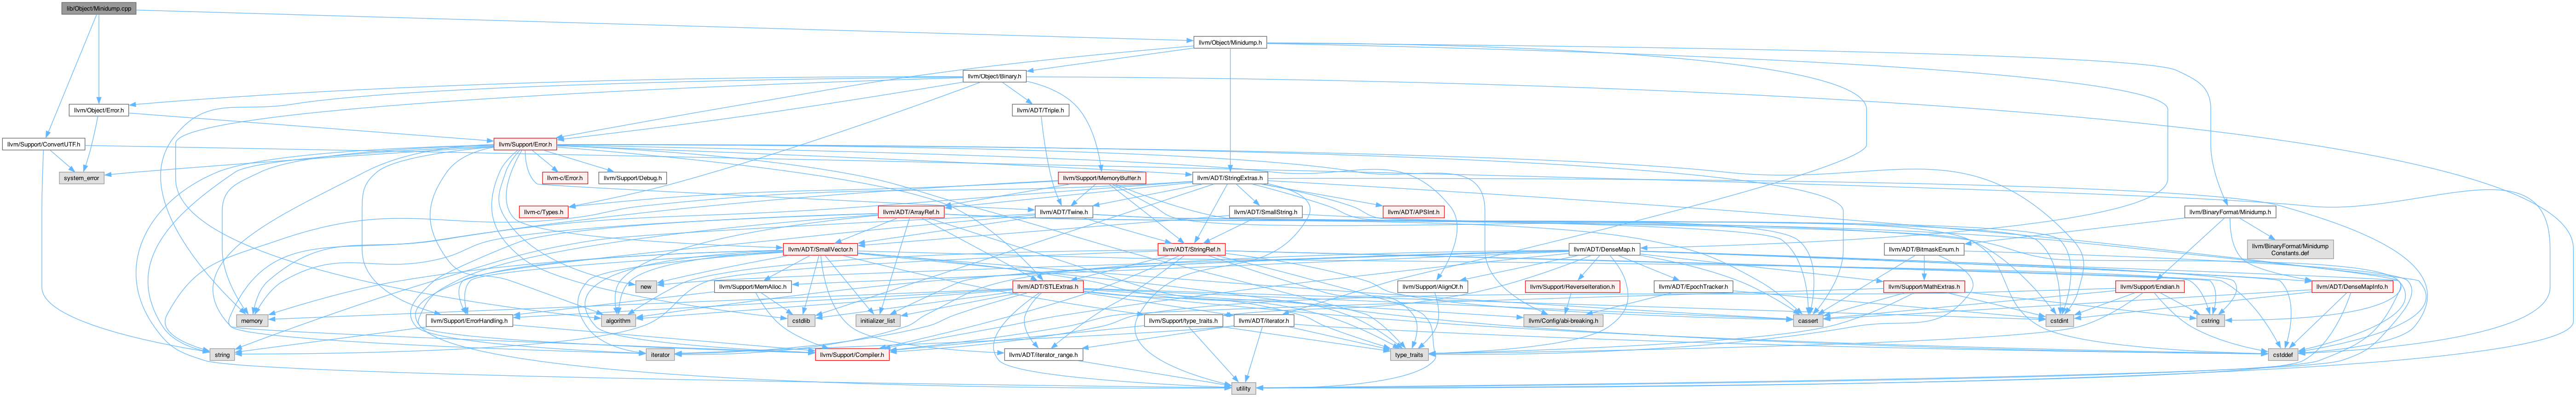 lib/Object/Minidump.cpp
llvm/Object/Minidump.h
llvm/Object/Binary.h
llvm/Object/Error.h
llvm/ADT/Triple.h
llvm/Support/ConvertUTF.h
llvm/Support/Error.h
system_error
llvm-c/Error.h
llvm/Support/Debug.h
llvm/Support/MemoryBuffer.h
llvm/ADT/StringExtras.h
llvm-c/Types.h
llvm/ADT/ArrayRef.h
llvm/ADT/Twine.h
llvm/ADT/SmallString.h
llvm/ADT/APSInt.h
llvm/BinaryFormat/Minidump.h
llvm/ADT/SmallVector.h
llvm/ADT/StringRef.h
llvm/ADT/DenseMap.h
llvm/ADT/BitmaskEnum.h
llvm/BinaryFormat/Minidump
Constants.def
new
llvm/Support/MemAlloc.h
llvm/ADT/STLExtras.h
llvm/Support/AlignOf.h
llvm/Support/ReverseIteration.h
llvm/ADT/EpochTracker.h
llvm/Support/MathExtras.h
llvm/Support/Endian.h
llvm/ADT/DenseMapInfo.h
memory
llvm/Support/ErrorHandling.h
algorithm
cstdlib
initializer_list
llvm/Support/type_traits.h
llvm/ADT/iterator.h
llvm/Config/abi-breaking.h
cassert
cstdint
cstring
string
iterator
llvm/Support/Compiler.h
llvm/ADT/iterator_range.h
type_traits
cstddef
utility